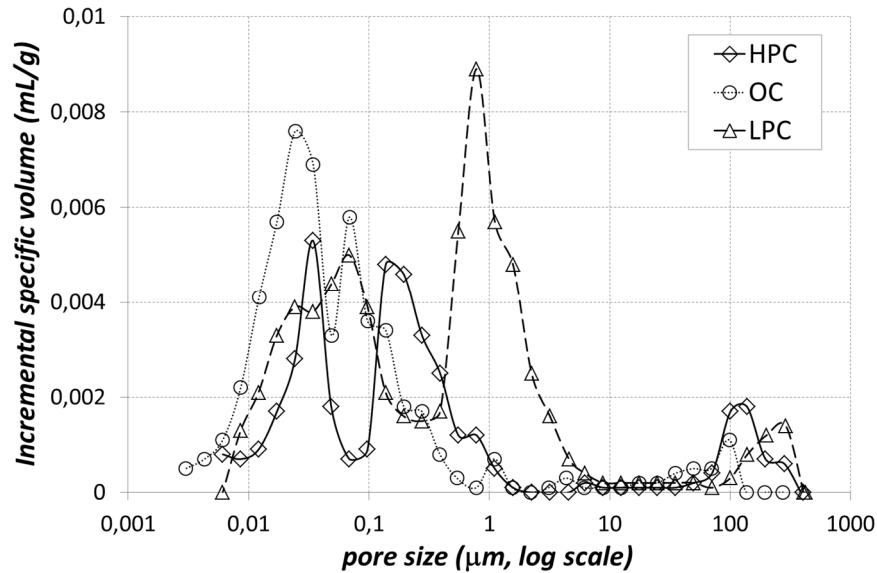 0,01
0,008
0,006
0,004
0,002
0
Incremental specific volume (mL/g)
HPC
OC
LPC
0,001 0,01 0,1 1 10 100 1000
pore size (μm, log scale)